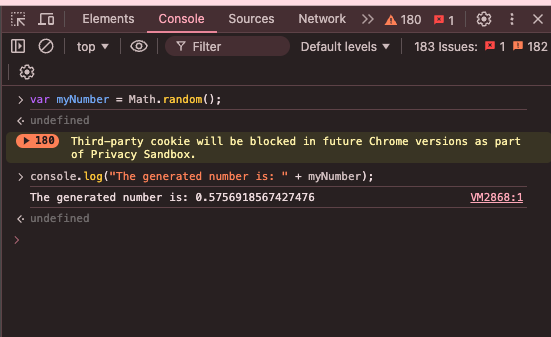 Elements Console Sources Network 180 1
top Filter Default levels 183 Issues: 1 182
var myNumber = Math.random();
undefined
180 Third-party cookie will be blocked in future Chrome versions as part
of Privacy Sandbox.
console.log("The generated number is: " + myNumber);
The generated number is: 0.5756918567427476 VM2868:1
undefined